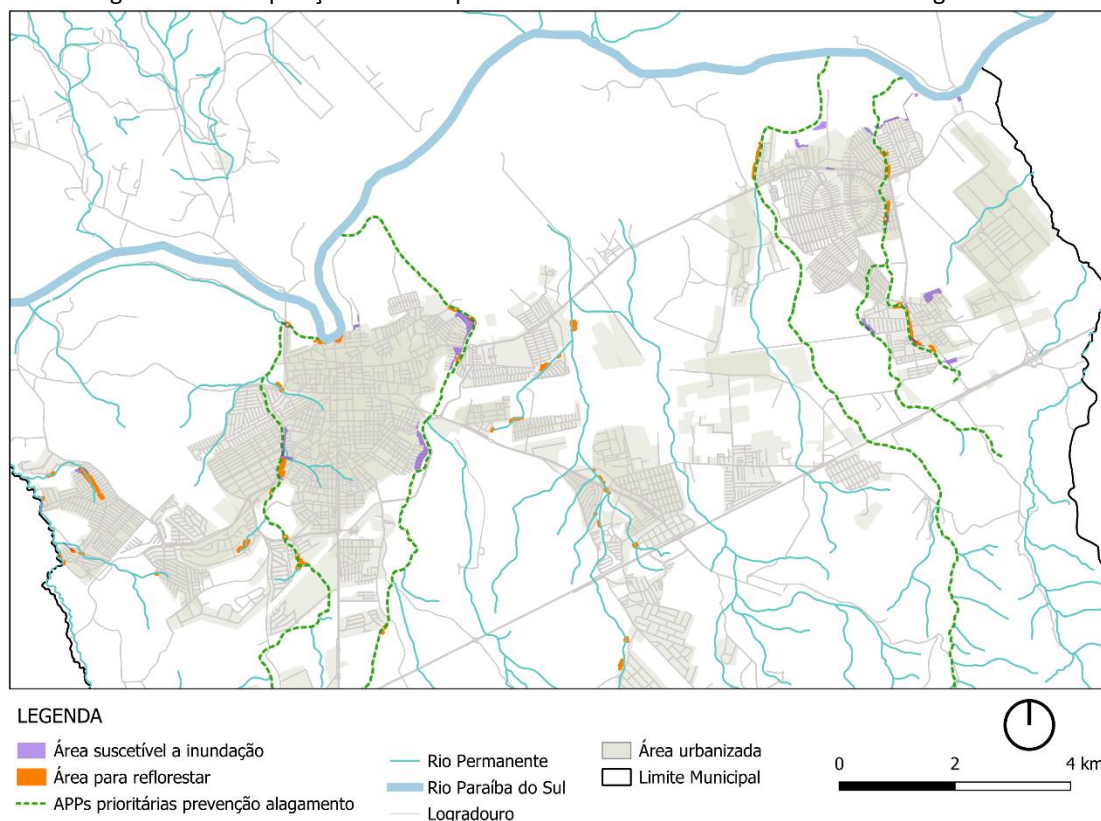 LEGENDA
Área suscetível a inundação
Área para reflorestar
APPs prioritárias prevenção alagamento
Rio Permanente
Rio Paraíba do Sul
Logradouro
Área urbanizada
Limite Municipal
0 2 4 km